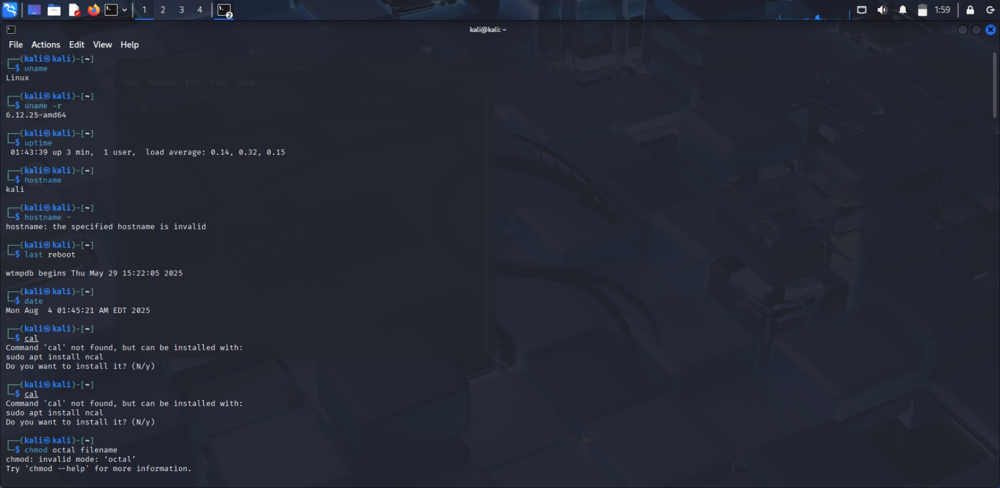 1 2 3 4 2 1:59
kali@kali: ~
File Actions Edit View Help
┌──(kali㉿kali)-[~]
└─$ uname
Linux
File Actions Edit View Help
┌──(kali㉿kali)-[~]
└─$ uname -r
6.12.25-amd64
┌──(kali㉿kali)-[~]
└─$ uptime
01:43:39 up 3 min,  1 user,  load average: 0.14, 0.32, 0.15
┌──(kali㉿kali)-[~]
└─$ hostname
kali
┌──(kali㉿kali)-[~]
└─$ hostname -
hostname: the specified hostname is invalid
┌──(kali㉿kali)-[~]
└─$ last reboot
wtmpdb begins Thu May 29 15:22:05 2025
┌──(kali㉿kali)-[~]
└─$ date
Mon Aug  4 01:45:21 AM EDT 2025
┌──(kali㉿kali)-[~]
└─$ cal
Command 'cal' not found, but can be installed with:
sudo apt install ncal
Do you want to install it? (N/y)
┌──(kali㉿kali)-[~]
└─$ cal
Command 'cal' not found, but can be installed with:
sudo apt install ncal
Do you want to install it? (N/y)
┌──(kali㉿kali)-[~]
└─$ chmod octal filename
chmod: invalid mode: ‘octal’
Try 'chmod --help' for more information.